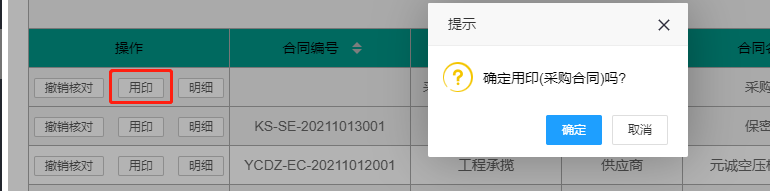 操作 合同编号 合同名
提示
确定用印(采购合同)吗?
确定 取消
撤销核对 用印 明细 采 采购
撤销核对 用印 明细 KS-SE-20211013001 保密
撤销核对 用印 明细 YCDZ-EC-20211012001 工程承揽 供应商 元诚空压机